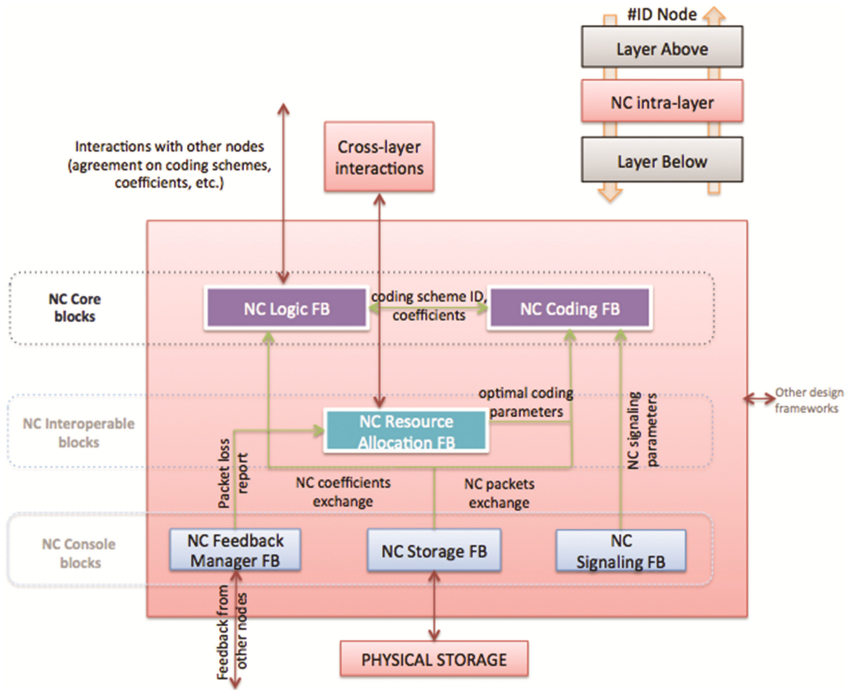 #ID Node
Layer Above
NC intra-layer
Layer Below
Interactions with other nodes
(agreement on coding schemes,
coefficients, etc.)
Cross-layer
interactions
NC Core
blocks
NC Logic FB
coding scheme ID,
coefficients
NC Coding FB
Other design
frameworks
NC Interoperable
blocks
NC Resource
Allocation FB
optimal coding
parameters
NC signaling
parameters
Packet loss
report
NC coefficients
exchange
NC packets
exchange
NC Console
blocks
NC Feedback
Manager FB
NC Storage FB
NC
Signaling FB
Feedback from
other nodes
PHYSICAL STORAGE